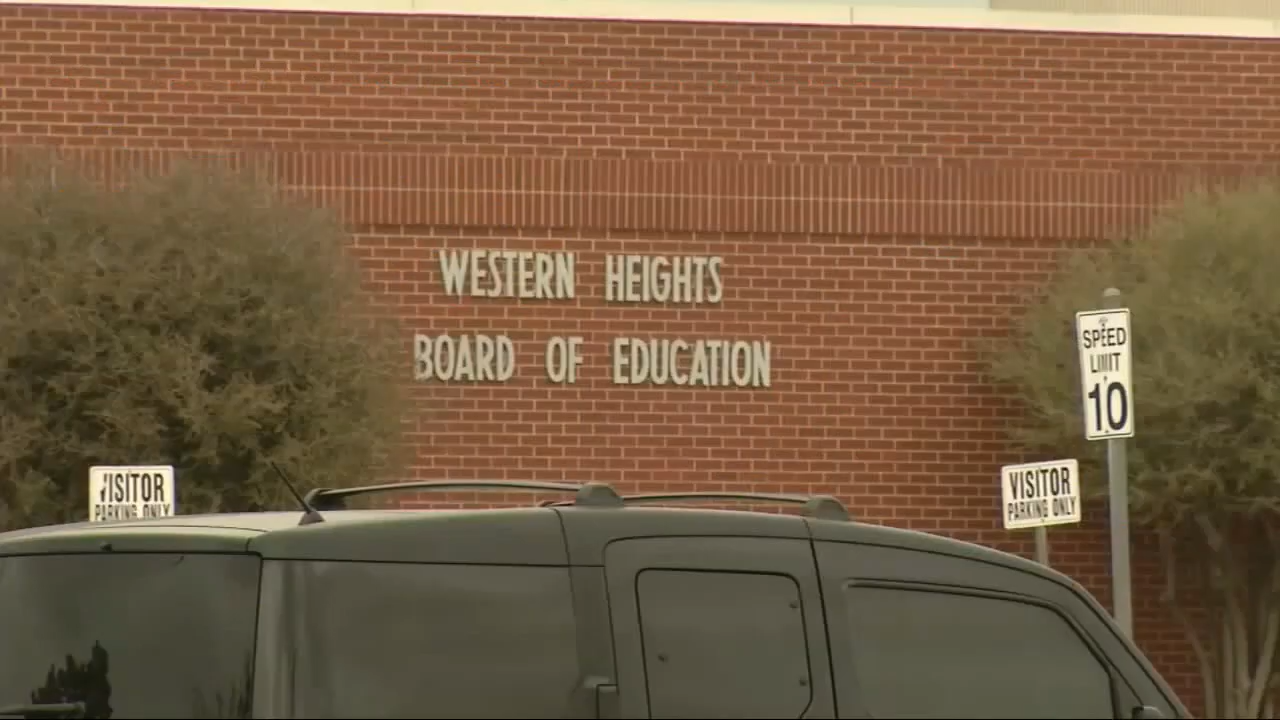 WESTERN HEIGHTS
BOARD OF EDUCATION
SPEED
LIMIT
10
VISITOR
PARKING ONLY
VISITOR
PARKING ONLY